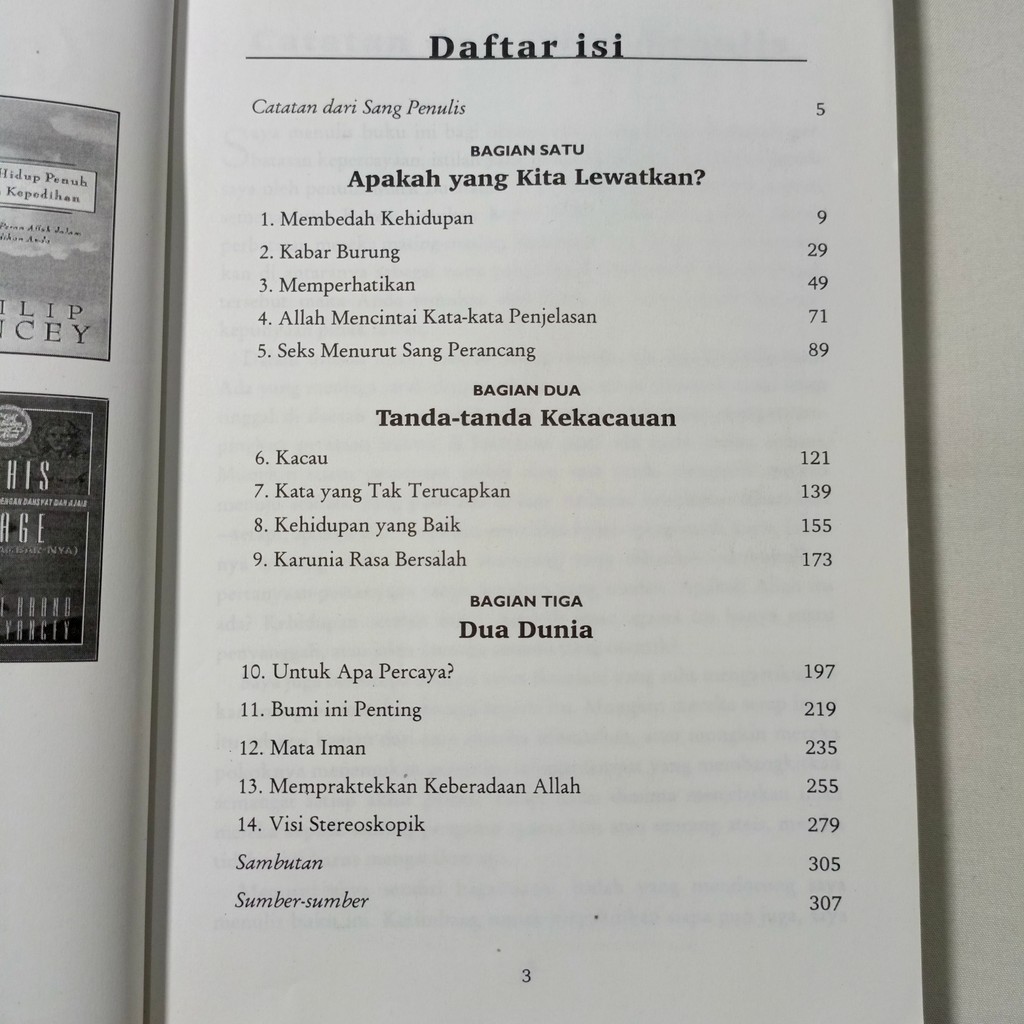 Hidup Penuh
Kepedihan
ILIP
NCEY
HIS
AGE
Daftar isi
Catatan dari Sang Penulis 5
BAGIAN SATU
Apakah yang Kita Lewatkan?
1. Membedah Kehidupan 9
2. Kabar Burung 29
3. Memperhatikan 49
4. Allah Mencintai Kata-kata Penjelasan 71
5. Seks Menurut Sang Perancang 89
BAGIAN DUA
Tanda-tanda Kekacauan
6. Kacau 121
7. Kata yang Tak Terucapkan 139
8. Kehidupan yang Baik 155
9. Karunia Rasa Bersalah 173
BAGIAN TIGA
Dua Dunia
10. Untuk Apa Percaya? 197
11. Bumi ini Penting 219
12. Mata Iman 235
13. Mempraktekkan Keberadaan Allah 255
14. Visi Stereoskopik 279
Sambutan 305
Sumber-sumber 307
3